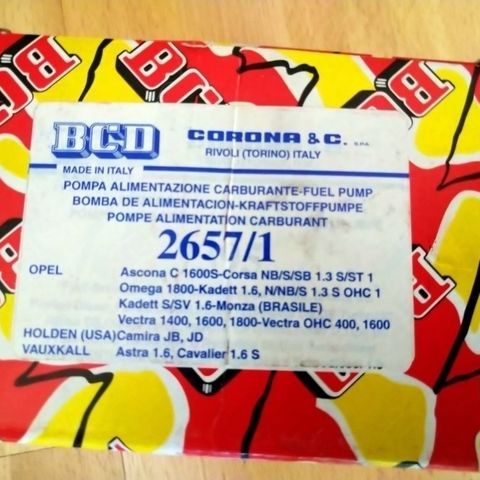 BCD
BCD
BCD
BCD CORONA & C. S.P.A.
RIVOLI (TORINO) ITALY
MADE IN ITALY
POMPA ALIMENTAZIONE CARBURANTE-FUEL PUMP
BOMBA DE ALIMENTACION-KRAFTSTOFFPUMPE
POMPE ALIMENTATION CARBURANT
2657/1
OPEL Ascona C 1600S-Corsa NB/S/SB 1.3 S/ST 1
Omega 1800-Kadett 1.6, N/NB/S 1.3 S OHC 1
Kadett S/SV 1.6-Monza (BRASILE)
Vectra 1400, 1600, 1800-Vectra OHC 400, 1600
HOLDEN (USA) Camira JB, JD
VAUXKALL Astra 1.6, Cavalier 1.6 S